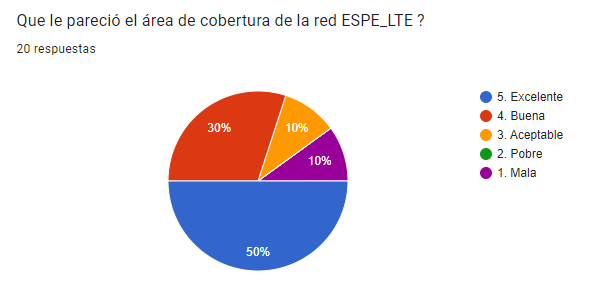 Que le pareció el área de cobertura de la red ESPE_LTE ?
20 respuestas
30%
10%
10%
50%
5. Excelente
4. Buena
3. Aceptable
2. Pobre
1. Mala